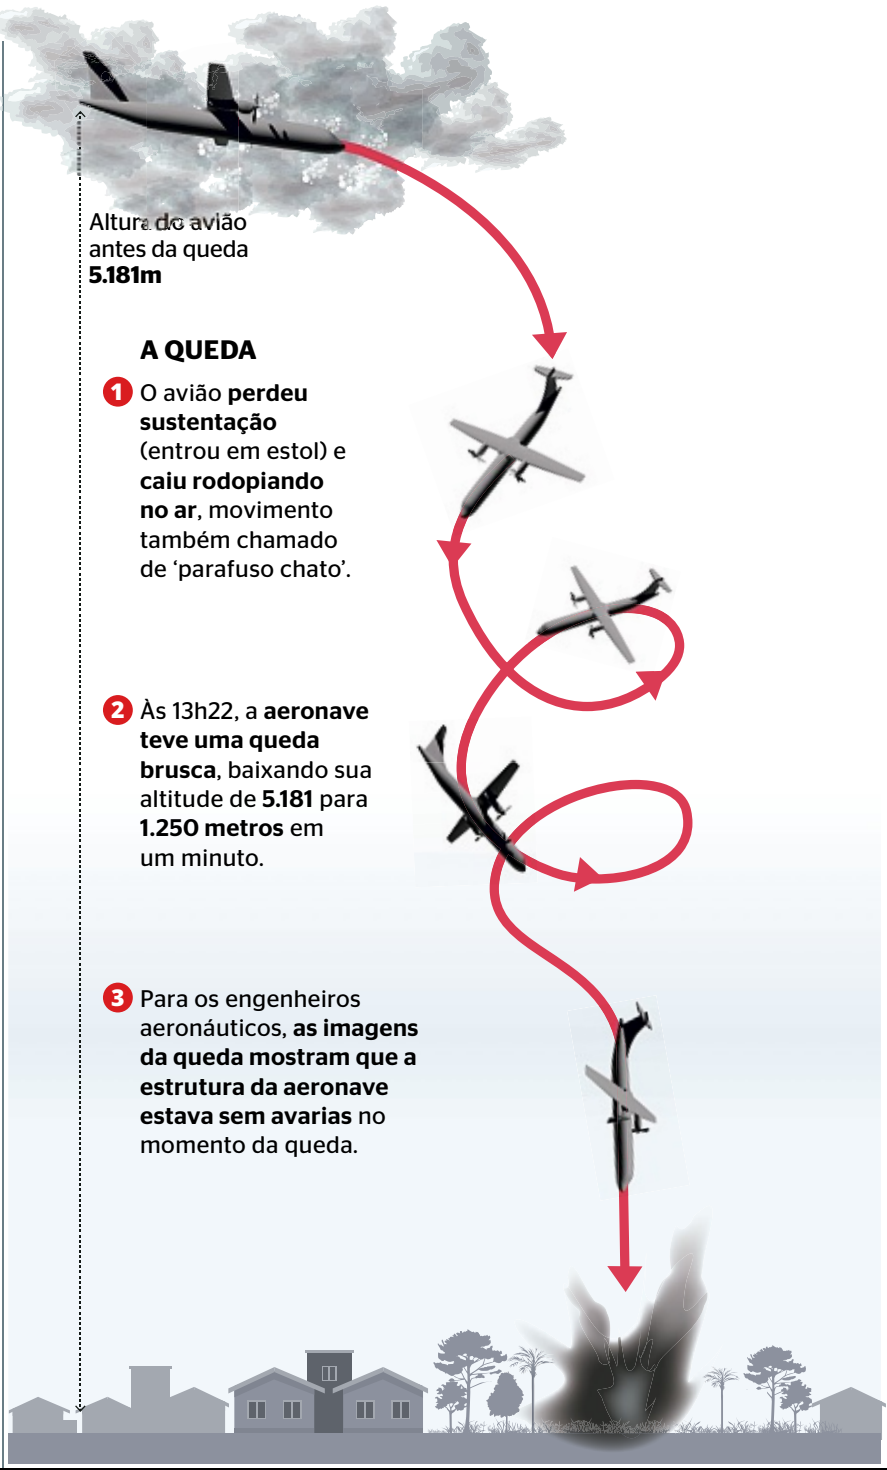 Altura do avião
antes da queda
5.181m
A QUEDA
1 O avião perdeu
sustentação
(entrou em estol) e
caiu rodopiando
no ar, movimento
também chamado
de ‘parafuso chato’.
2 Às 13h22, a aeronave
teve uma queda
brusca, baixando sua
altitude de 5.181 para
1.250 metros em
um minuto.
3 Para os engenheiros
aeronáuticos, as imagens
da queda mostram que a
estrutura da aeronave
estava sem avarias no
momento da queda.